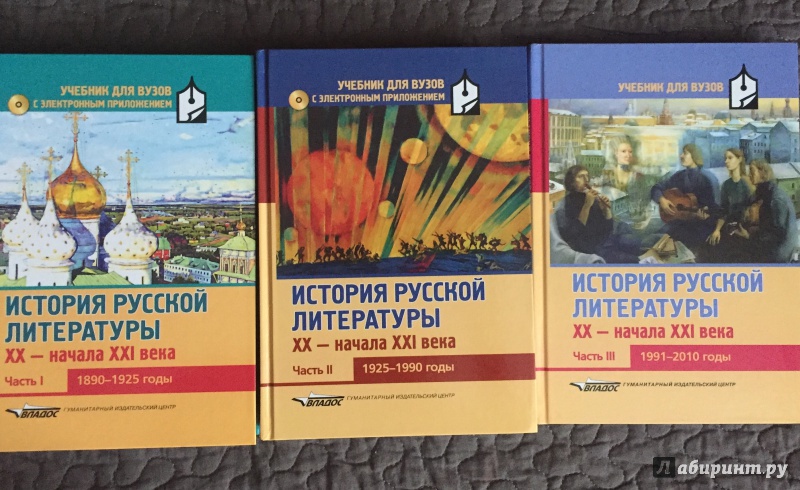 УЧЕБНИК ДЛЯ ВУЗОВ
С ЭЛЕКТРОННЫМ ПРИЛОЖЕНИЕМ
ИСТОРИЯ РУССКОЙ
ЛИТЕРАТУРЫ
XX — начала XXI века
Часть I
1890–1925 годы
ВЛАДОС
ГУМАНИТАРНЫЙ ИЗДАТЕЛЬСКИЙ ЦЕНТР
УЧЕБНИК ДЛЯ ВУЗОВ
С ЭЛЕКТРОННЫМ ПРИЛОЖЕНИЕМ
ИСТОРИЯ РУССКОЙ
ЛИТЕРАТУРЫ
XX — начала XXI века
Часть II
1925–1990 годы
ВЛАДОС
ГУМАНИТАРНЫЙ ИЗДАТЕЛЬСКИЙ ЦЕНТР
УЧЕБНИК ДЛЯ ВУЗОВ
ИСТОРИЯ РУССКОЙ
ЛИТЕРАТУРЫ
XX — начала XXI века
Часть III
1991–2010 годы
ВЛАДОС
ГУМАНИТАРНЫЙ ИЗДАТЕЛЬСКИЙ ЦЕНТР
Лабиринт.ру